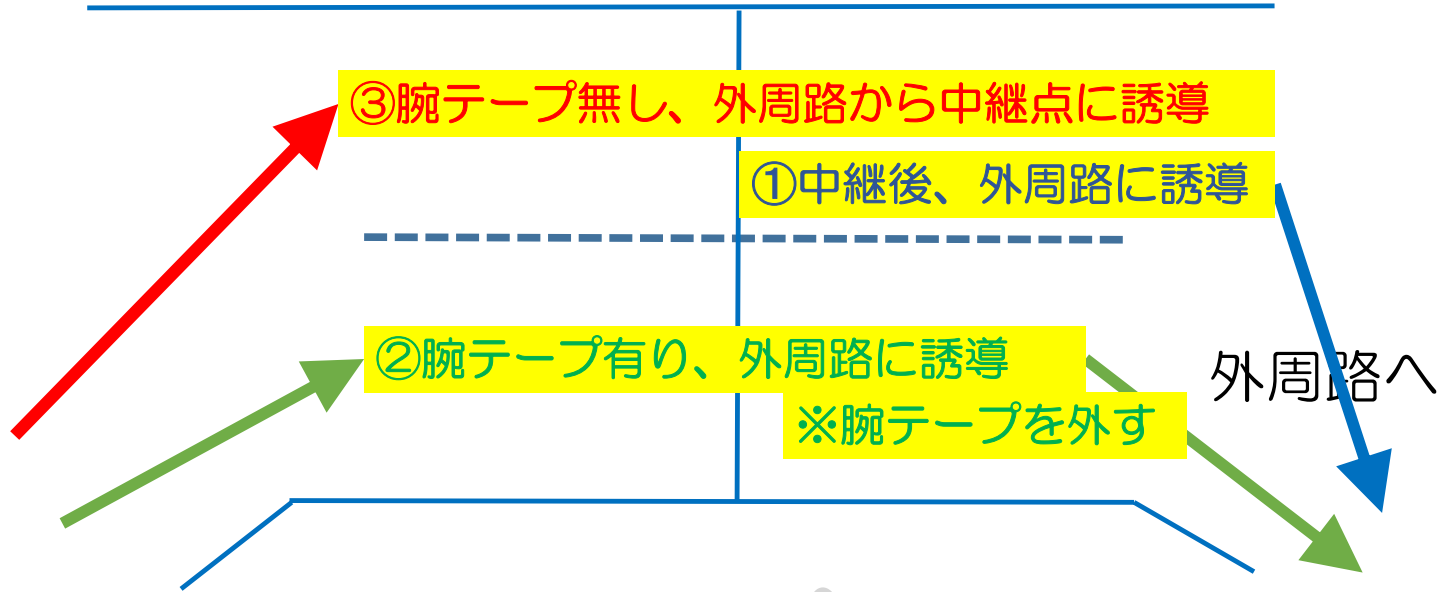 ③腕テープ無し、外周路から中継点に誘導
①中継後、外周路に誘導
②腕テープ有り、外周路に誘導
外周路へ
※腕テープを外す